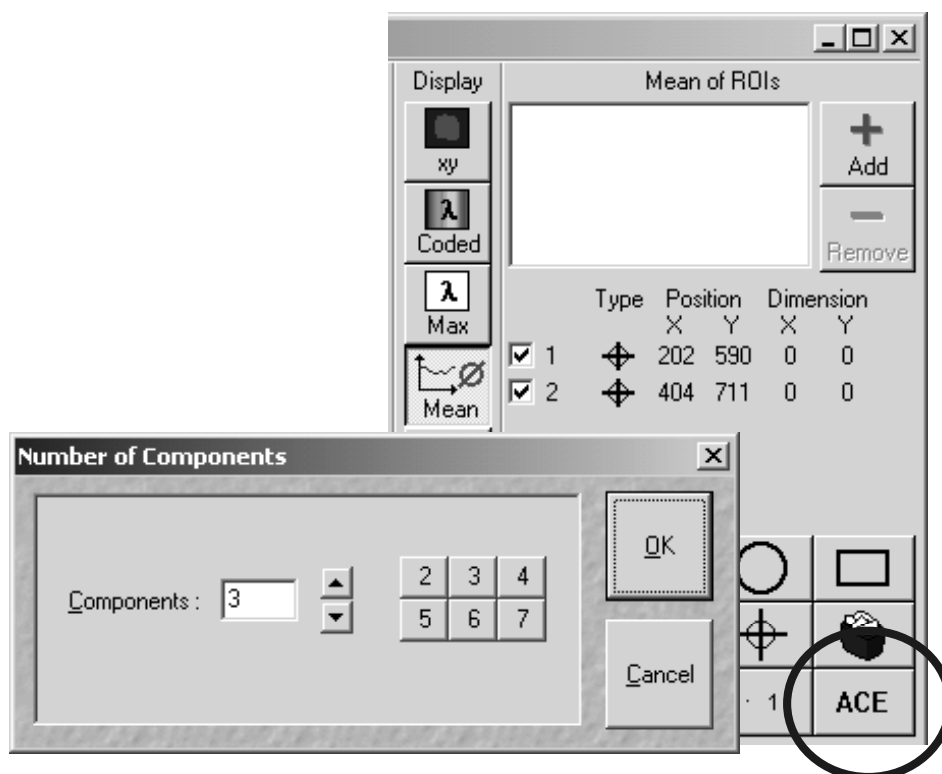 Display
Mean of ROIs
xy
Add
λ
Coded
Remove
λ
Max
Type Position Dimension
X Y X Y
1 202 590 0 0
2 404 711 0 0
Mean
Number of Components
OK
Components : 3
2 3 4
5 6 7
Cancel
1
ACE